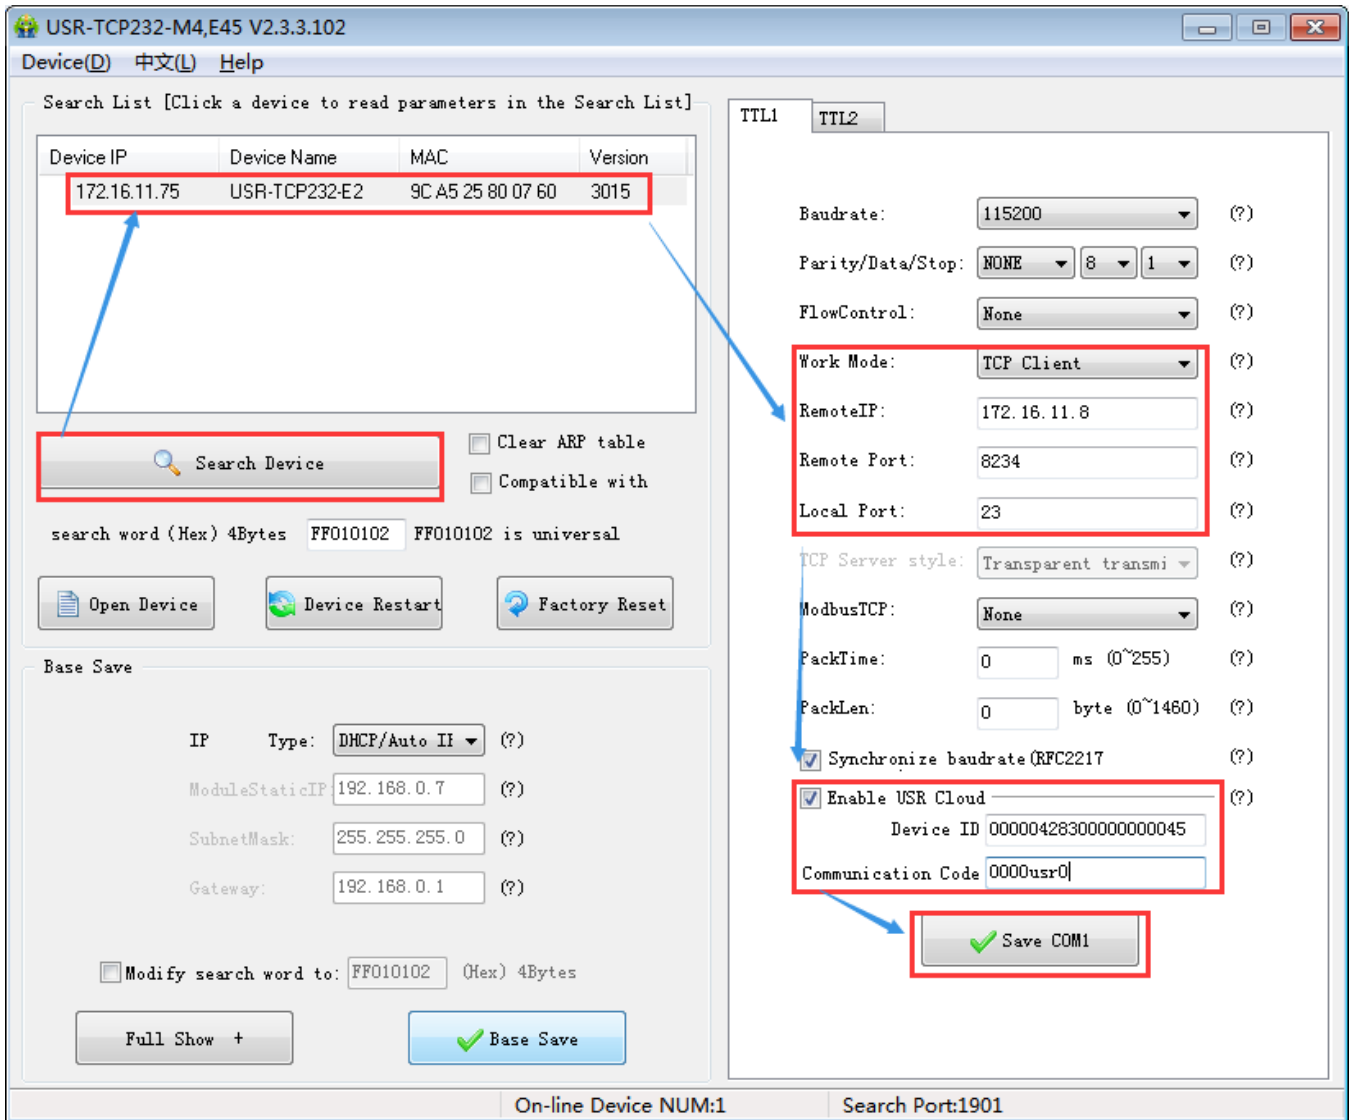 USR-TCP232-M4,E45 V2.3.3.102
Device(D) 中文(L) Help
Search List [Click a device to read parameters in the Search List]
Device IP Device Name MAC Version
172.16.11.75 USR-TCP232-E2 9C A5 25 80 07 60 3015
Search Device
Clear ARP table
Compatible with
search word(Hex) 4Bytes FF010102 FF010102 is universal
Open Device Device Restart Factory Reset
Base Save
IP Type: DHCP/Auto II (?)
ModuleStaticIP: 192.168.0.7 (?)
SubnetMask: 255.255.255.0 (?)
Gateway: 192.168.0.1 (?)
Modify search word to: FF010102 (Hex) 4Bytes
Full Show + Base Save
TTL1 TTL2
Baudrate: 115200 (?)
Parity/Data/Stop: NONE 8 1 (?)
FlowControl: None (?)
Work Mode: TCP Client (?)
RemoteIP: 172.16.11.8 (?)
Remote Port: 8234 (?)
Local Port: 23 (?)
TCP Server style: Transparent transmi (?)
ModbusTCP: None (?)
PackTime: 0 ms (0~255) (?)
PackLen: 0 byte (0~1460) (?)
Synchronize baudrate(RFC2217 (?)
Enable USR Cloud (?)
Device ID 00000428300000000045
Communication Code 0000usr0
Save COM1
On-line Device NUM:1 Search Port:1901